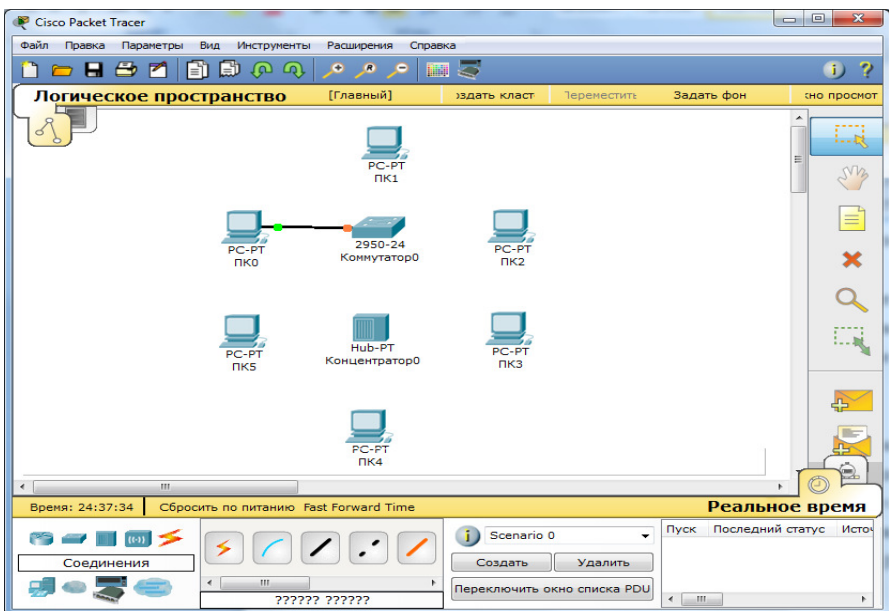 Cisco Packet Tracer
Файл Правка Параметры Вид Инструменты Расширения Справка
Логическое пространство [Главный] оздать класт Переместить Задать фон кно просмот
PC-PT
ПК1
PC-PT
ПК0
2950-24
Коммутатор0
PC-PT
ПК2
PC-PT
ПК5
Hub-PT
Концентратор0
PC-PT
ПК3
PC-PT
ПК4
Время: 24:37:34 Сбросить по питанию Fast Forward Time Реальное время
Соединения
?????? ??????
Scenario 0
Создать Удалить
Переключить окно списка PDU
Пуск Последний статус Источ